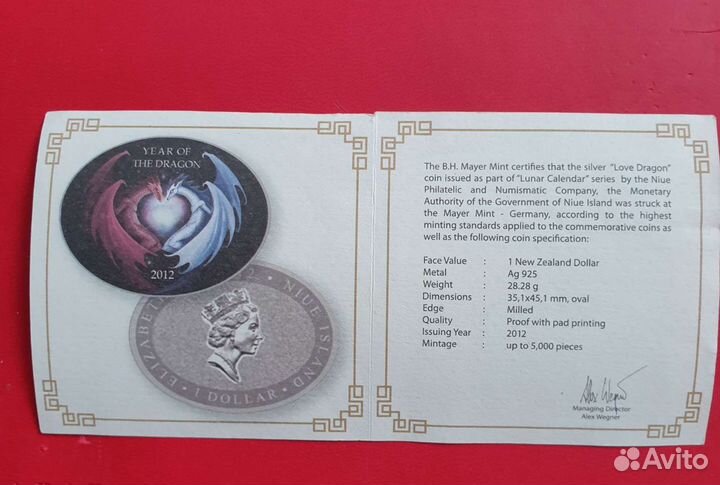 YEAR OF
THE DRAGON
2012
ELIZABETH
NIUE ISLAND
1 DOLLAR
The B.H. Mayer Mint certifies that the silver "Love Dragon"
coin issued as part of "Lunar Calendar" series by the Niue
Philatelic and Numismatic Company, the Monetary
Authority of the Government of Niue Island was struck at
the Mayer Mint - Germany, according to the highest
minting standards applied to the commemorative coins as
well as the following coin specification:
Face Value : 1 New Zealand Dollar
Metal : Ag 925
Weight : 28.28 g
Dimensions : 35,1x45,1 mm, oval
Edge : Milled
Quality : Proof with pad printing
Issuing Year : 2012
Mintage : up to 5,000 pieces
Alex Wegner
Managing Director
Alex Wegner
Avito